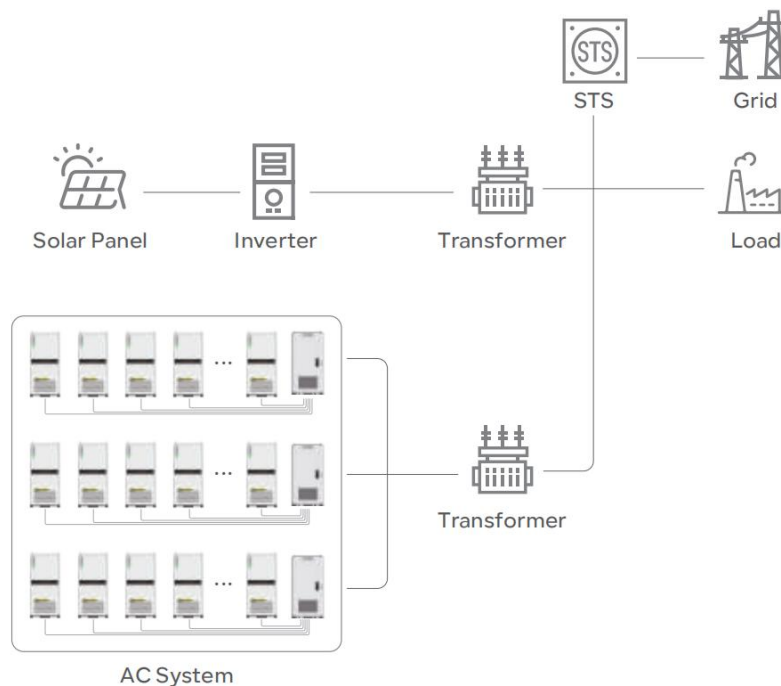 STS
STS
Grid
Solar Panel
Inverter
Transformer
Load
...
...
...
Transformer
AC System